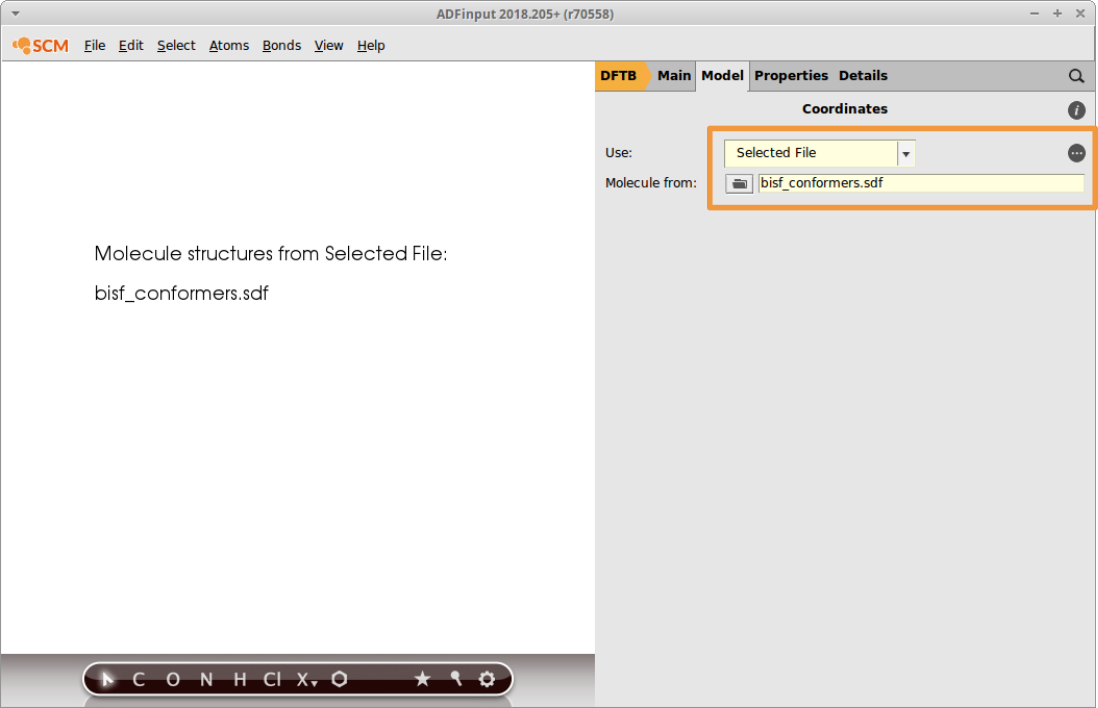 ADFinput 2018.205+ (r70558)
SCM File Edit Select Atoms Bonds View Help
DFTB Main Model Properties Details
Coordinates
Use: Selected File
Molecule from: bisf_conformers.sdf
Molecule structures from Selected File:
bisf_conformers.sdf
C O N H Cl X